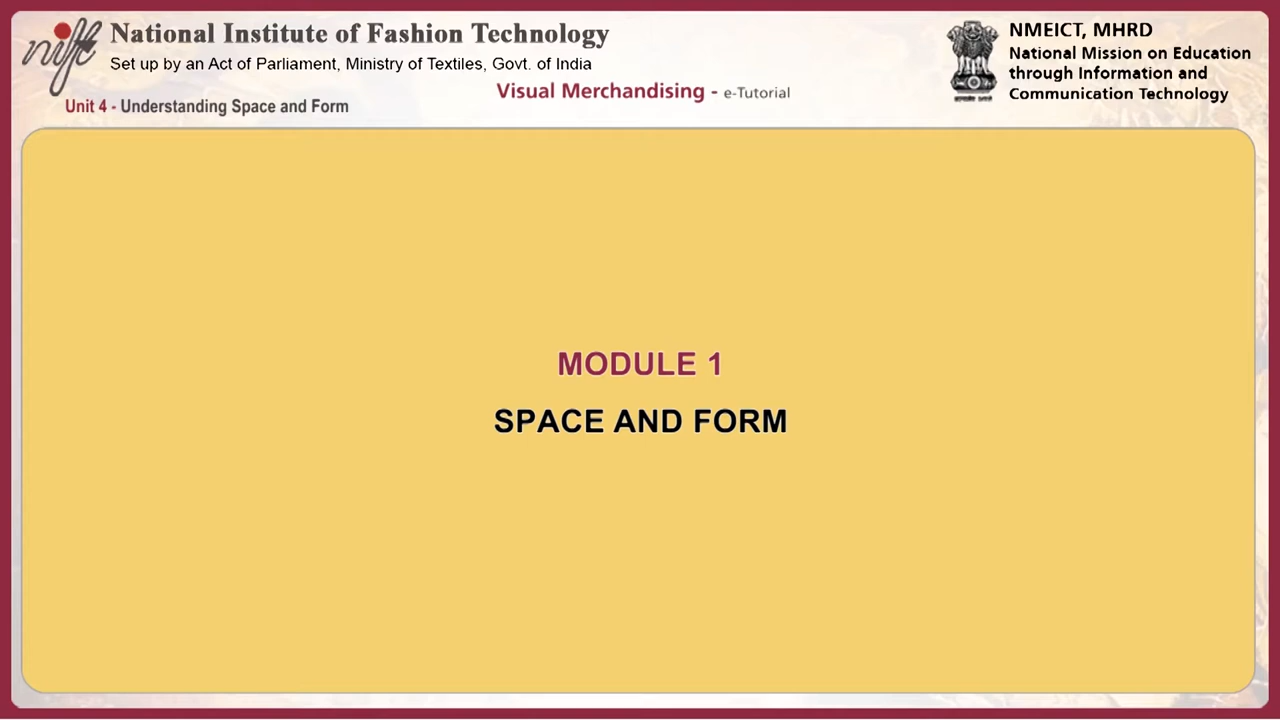 nift
National Institute of Fashion Technology
Set up by an Act of Parliament, Ministry of Textiles, Govt. of India
Unit 4 - Understanding Space and Form
Visual Merchandising - e-Tutorial
NMEICT, MHRD
National Mission on Education
through Information and
Communication Technology
MODULE 1
SPACE AND FORM